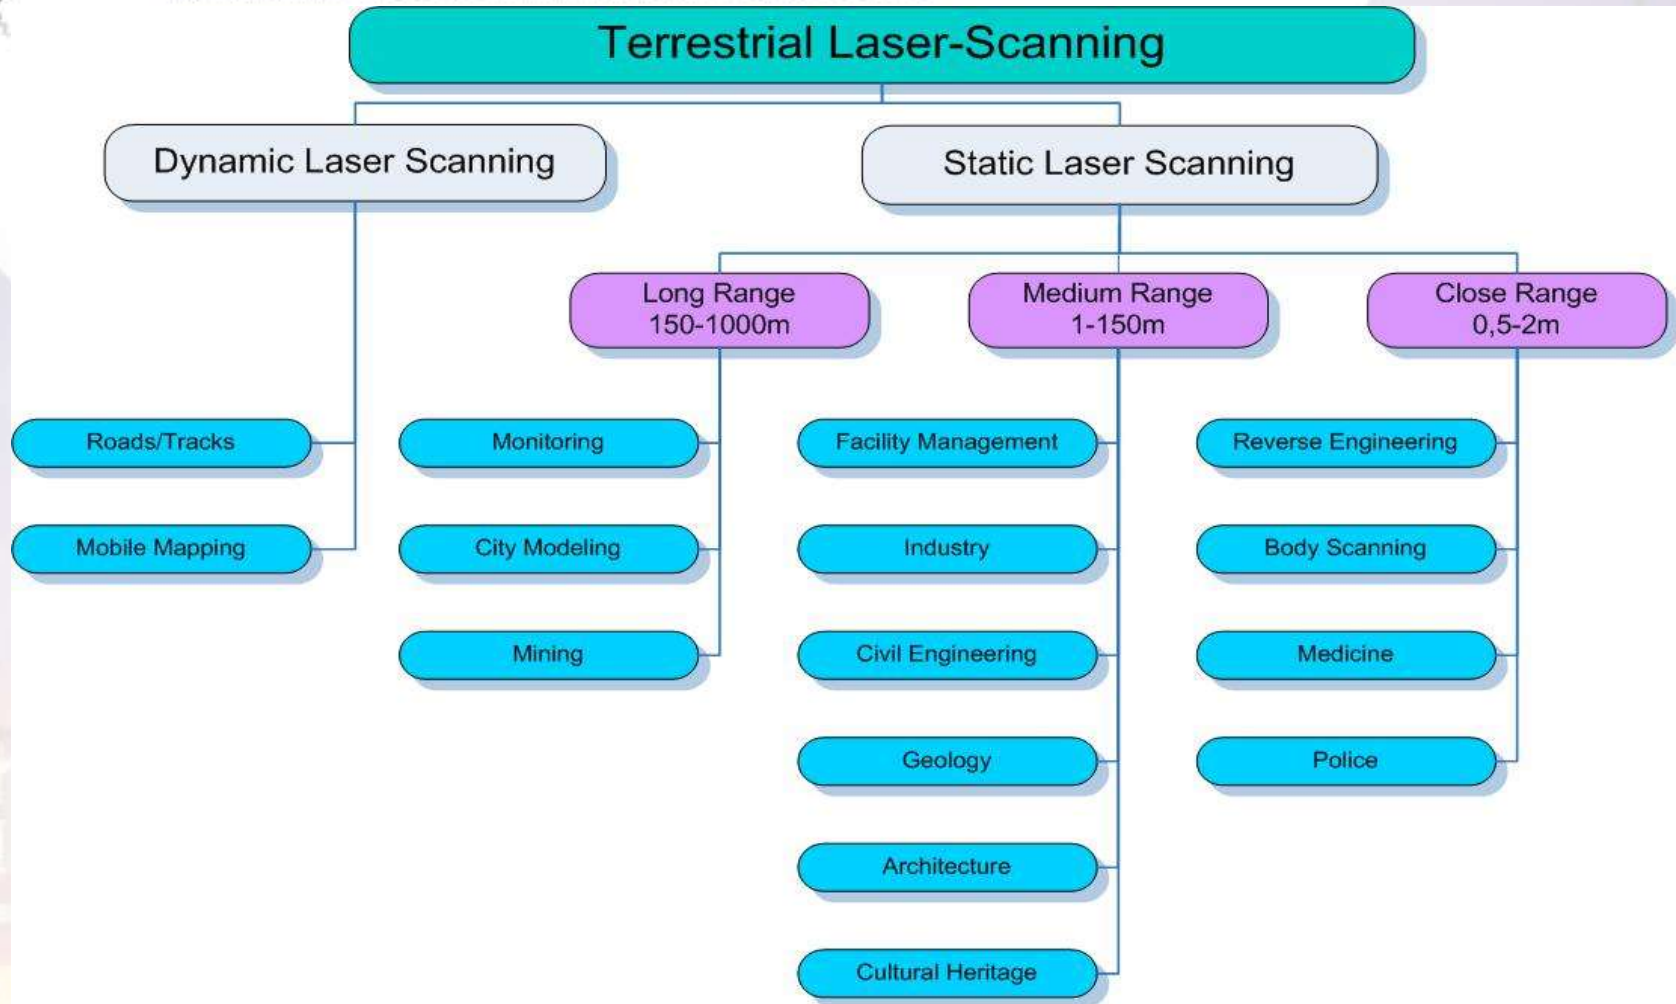 Terrestrial Laser-Scanning
Dynamic Laser Scanning
Static Laser Scanning
Long Range
150-1000m
Medium Range
1-150m
Close Range
0,5-2m
Roads/Tracks
Monitoring
Facility Management
Reverse Engineering
Mobile Mapping
City Modeling
Industry
Body Scanning
Mining
Civil Engineering
Medicine
Geology
Police
Architecture
Cultural Heritage